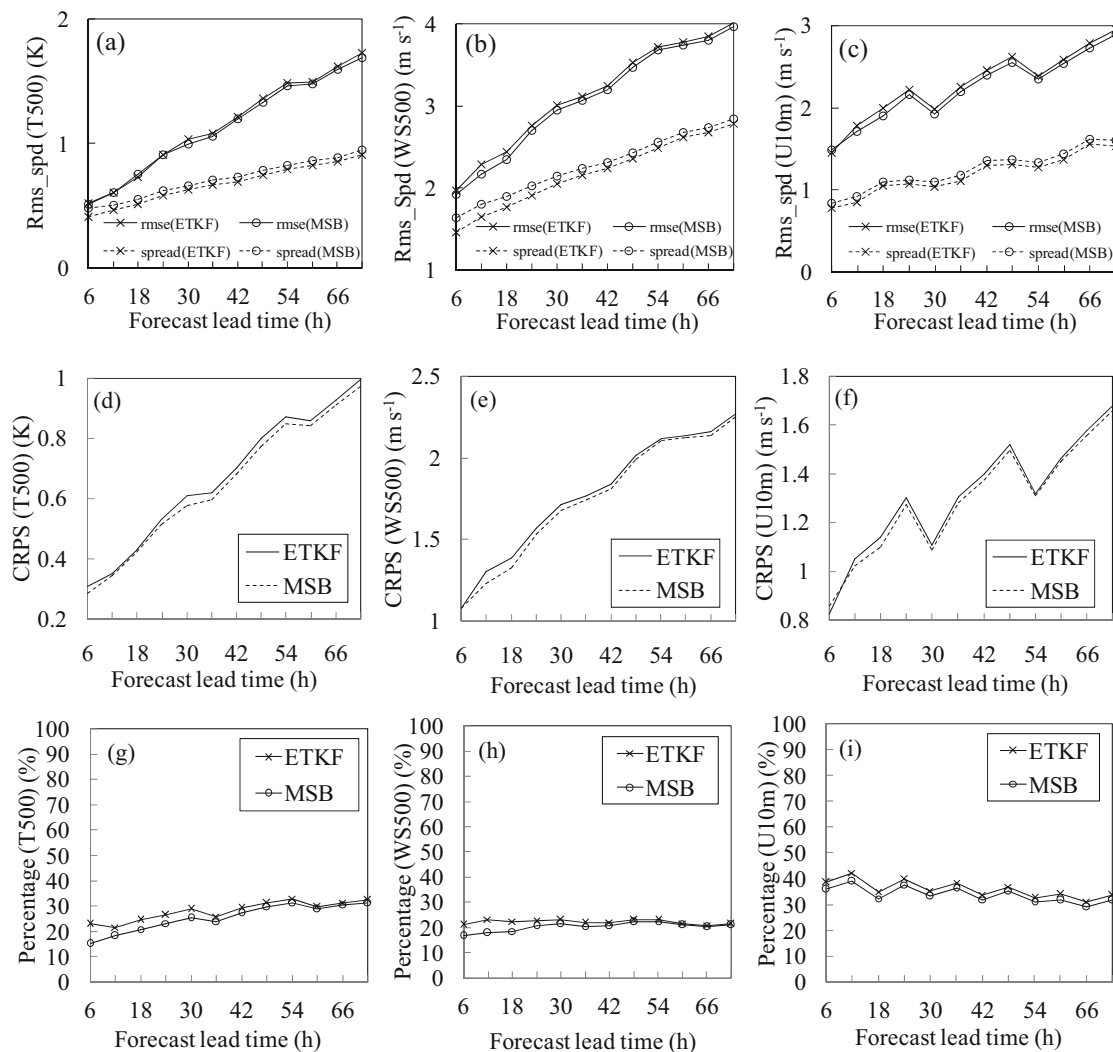 (a)
Rms_spd (T500) (K)
2
1
0
rmse(ETKF)
rmse(MSB)
spread(ETKF)
spread(MSB)
6 18 30 42 54 66
Forecast lead time (h)
(b)
Rms_Spd (WS500) (m s-1)
4
3
2
1
rmse(ETKF)
rmse(MSB)
spread(ETKF)
spread(MSB)
6 18 30 42 54 66
Forecast lead time (h)
(c)
Rms_spd (U10m) (m s-1)
3
2
1
0
rmse(ETKF)
rmse(MSB)
spread(ETKF)
spread(MSB)
6 18 30 42 54 66
Forecast lead time (h)
(d)
CRPS (T500) (K)
1
0.8
0.6
0.4
0.2
ETKF
MSB
6 18 30 42 54 66
Forecast lead time (h)
(e)
CRPS (WS500) (m s-1)
2.5
2
1.5
1
ETKF
MSB
6 18 30 42 54 66
Forecast lead time (h)
(f)
CRPS (U10m) (m s-1)
1.8
1.6
1.4
1.2
1
0.8
ETKF
MSB
6 18 30 42 54 66
Forecast lead time (h)
(g)
Percentage (T500) (%)
100
90
80
70
60
50
40
30
20
10
0
ETKF
MSB
6 18 30 42 54 66
Forecast lead time (h)
(h)
Percentage (WS500) (%)
100
90
80
70
60
50
40
30
20
10
0
ETKF
MSB
6 18 30 42 54 66
Forecast lead time (h)
(i)
Percentage (U10m) (%)
100
90
80
70
60
50
40
30
20
10
0
ETKF
MSB
6 18 30 42 54 66
Forecast lead time (h)